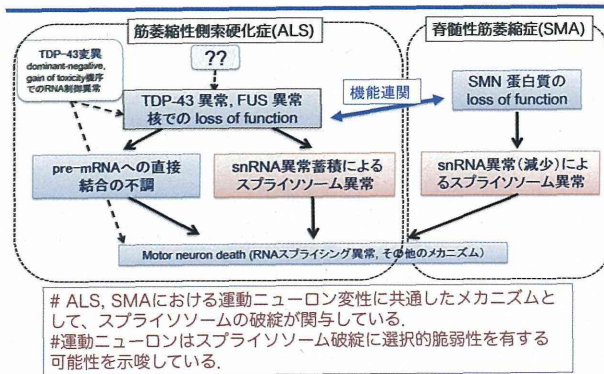 筋萎縮性側索硬化症(ALS)
脊髄性筋萎縮症(SMA)
TDP-43変異
dominant-negative,
gain of toxicity機序
でのRNA制御異常
??
TDP-43 異常, FUS 異常
核での loss of function
機能連関
SMN 蛋白質の
loss of function
pre-mRNAへの直接
結合の不調
snRNA異常蓄積による
スプライソソーム異常
snRNA異常(減少)によ
るスプライソソーム異常
Motor neuron death (RNAスプライシング異常, その他のメカニズム)
# ALS, SMAにおける運動ニューロン変性に共通したメカニズムと
して、スプライソソームの破綻が関与している.
#運動ニューロンはスプライソソーム破綻に選択的脆弱性を有する
可能性を示唆している.